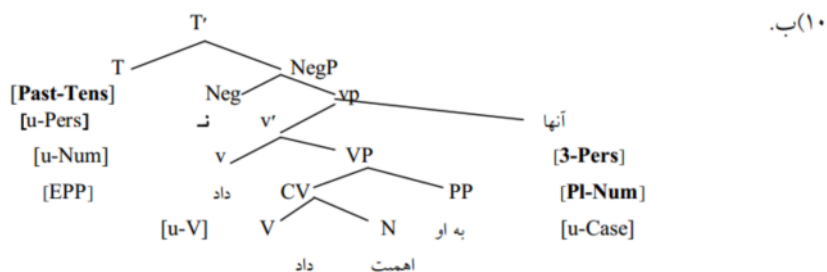 ۱۰)ب.
T'
T NegP
[Past-Tens] Neg vp
[u-Pers] نـ v' آنها
[u-Num] v VP [3-Pers]
[EPP] داد CV PP [Pl-Num]
[u-V] V N به او [u-Case]
داد اهمست